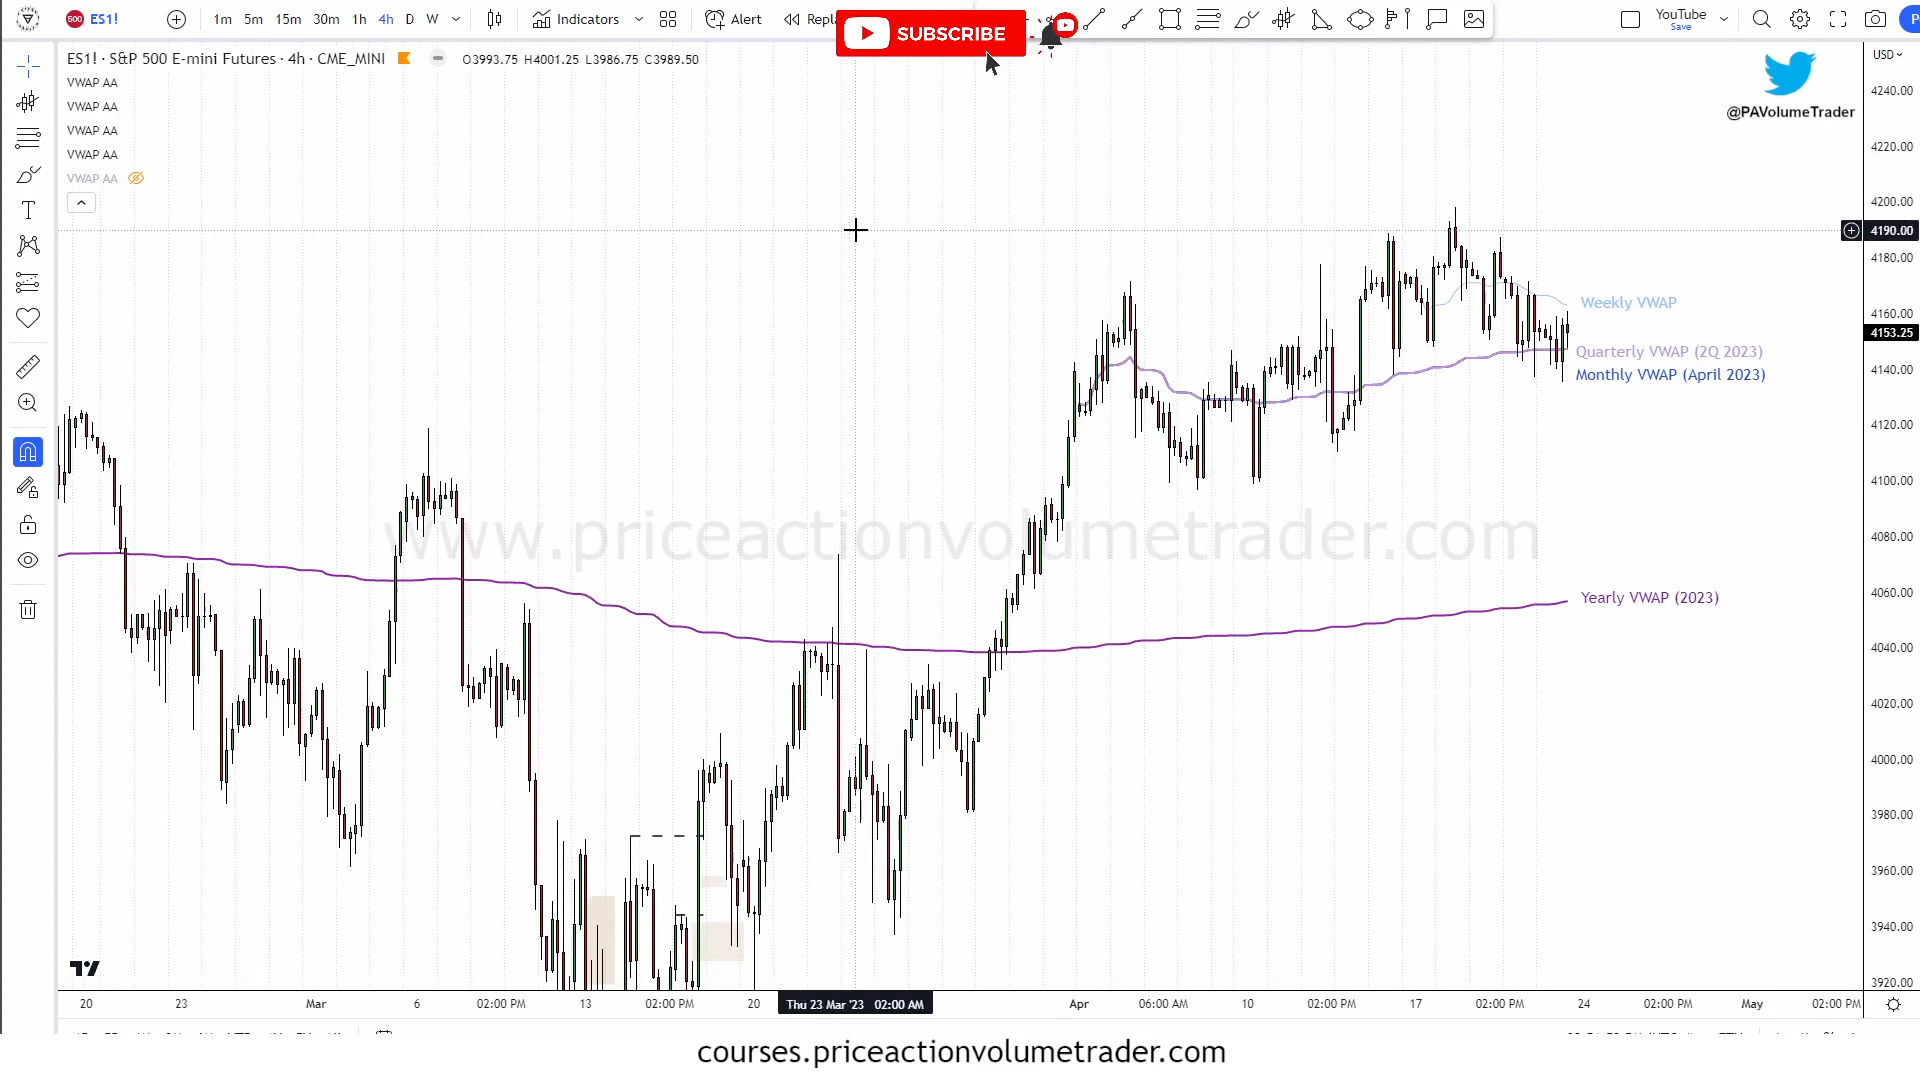 500 ES1! 1m 5m 15m 30m 1h 4h D W Indicators Alert SUBSCRIBE YouTube Save
ES1! · S&P 500 E-mini Futures · 4h · CME_MINI O3993.75 H4001.25 L3986.75 C3989.50 USD
VWAP AA
VWAP AA
VWAP AA
VWAP AA
VWAP AA
@PAVolumeTrader
4240.00
4220.00
4200.00
4190.00
4180.00
4160.00
4153.25
4140.00
4120.00
4100.00
4080.00
4060.00
4040.00
4020.00
4000.00
3980.00
3960.00
3940.00
3920.00
Weekly VWAP
Quarterly VWAP (2Q 2023)
Monthly VWAP (April 2023)
www.priceactionvolumetrader.com
Yearly VWAP (2023)
20 23 Mar 6 02:00 PM 13 02:00 PM 20 Thu 23 Mar '23 02:00 AM Apr 06:00 AM 10 02:00 PM 17 02:00 PM 24 02:00 PM May 02:00 PM
courses.priceactionvolumetrader.com